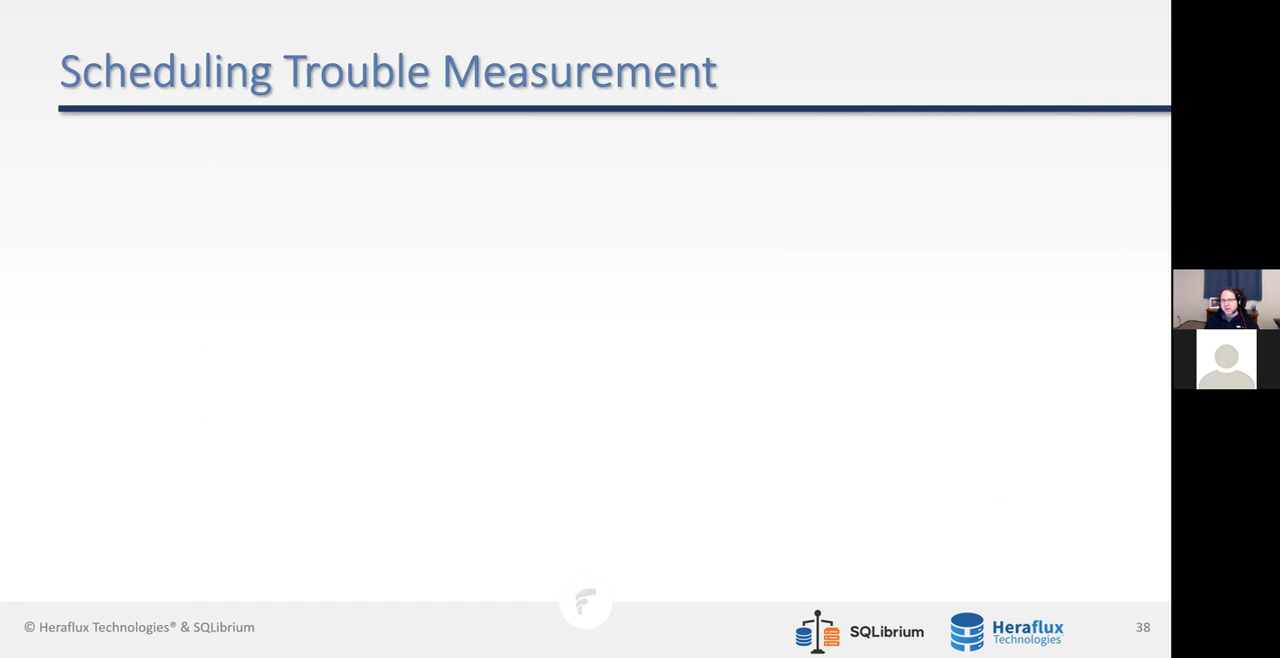 Scheduling Trouble Measurement
© Heraflux Technologies® & SQLibrium
SQLibrium
Heraflux
Technologies
38